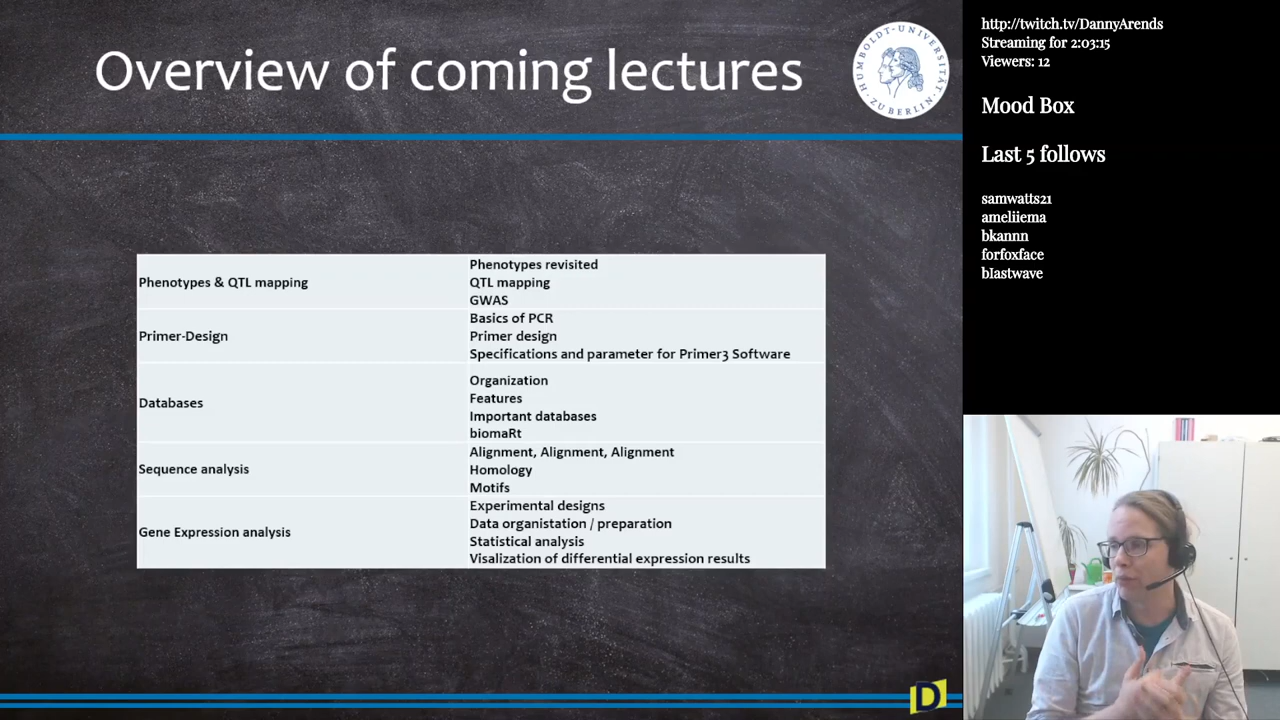 Overview of coming lectures
HUMBOLDT-UNIVERSITÄT ZU BERLIN
Phenotypes & QTL mapping
Phenotypes revisited
QTL mapping
GWAS
Primer-Design
Basics of PCR
Primer design
Specifications and parameter for Primer3 Software
Databases
Organization
Features
Important databases
biomaRt
Sequence analysis
Alignment, Alignment, Alignment
Homology
Motifs
Gene Expression analysis
Experimental designs
Data organistation / preparation
Statistical analysis
Visalization of differential expression results
D
http://twitch.tv/DannyArends
Streaming for 2:03:15
Viewers: 12
Mood Box
Last 5 follows
samwatts21
ameliiema
bkannn
forfoxface
blastwave